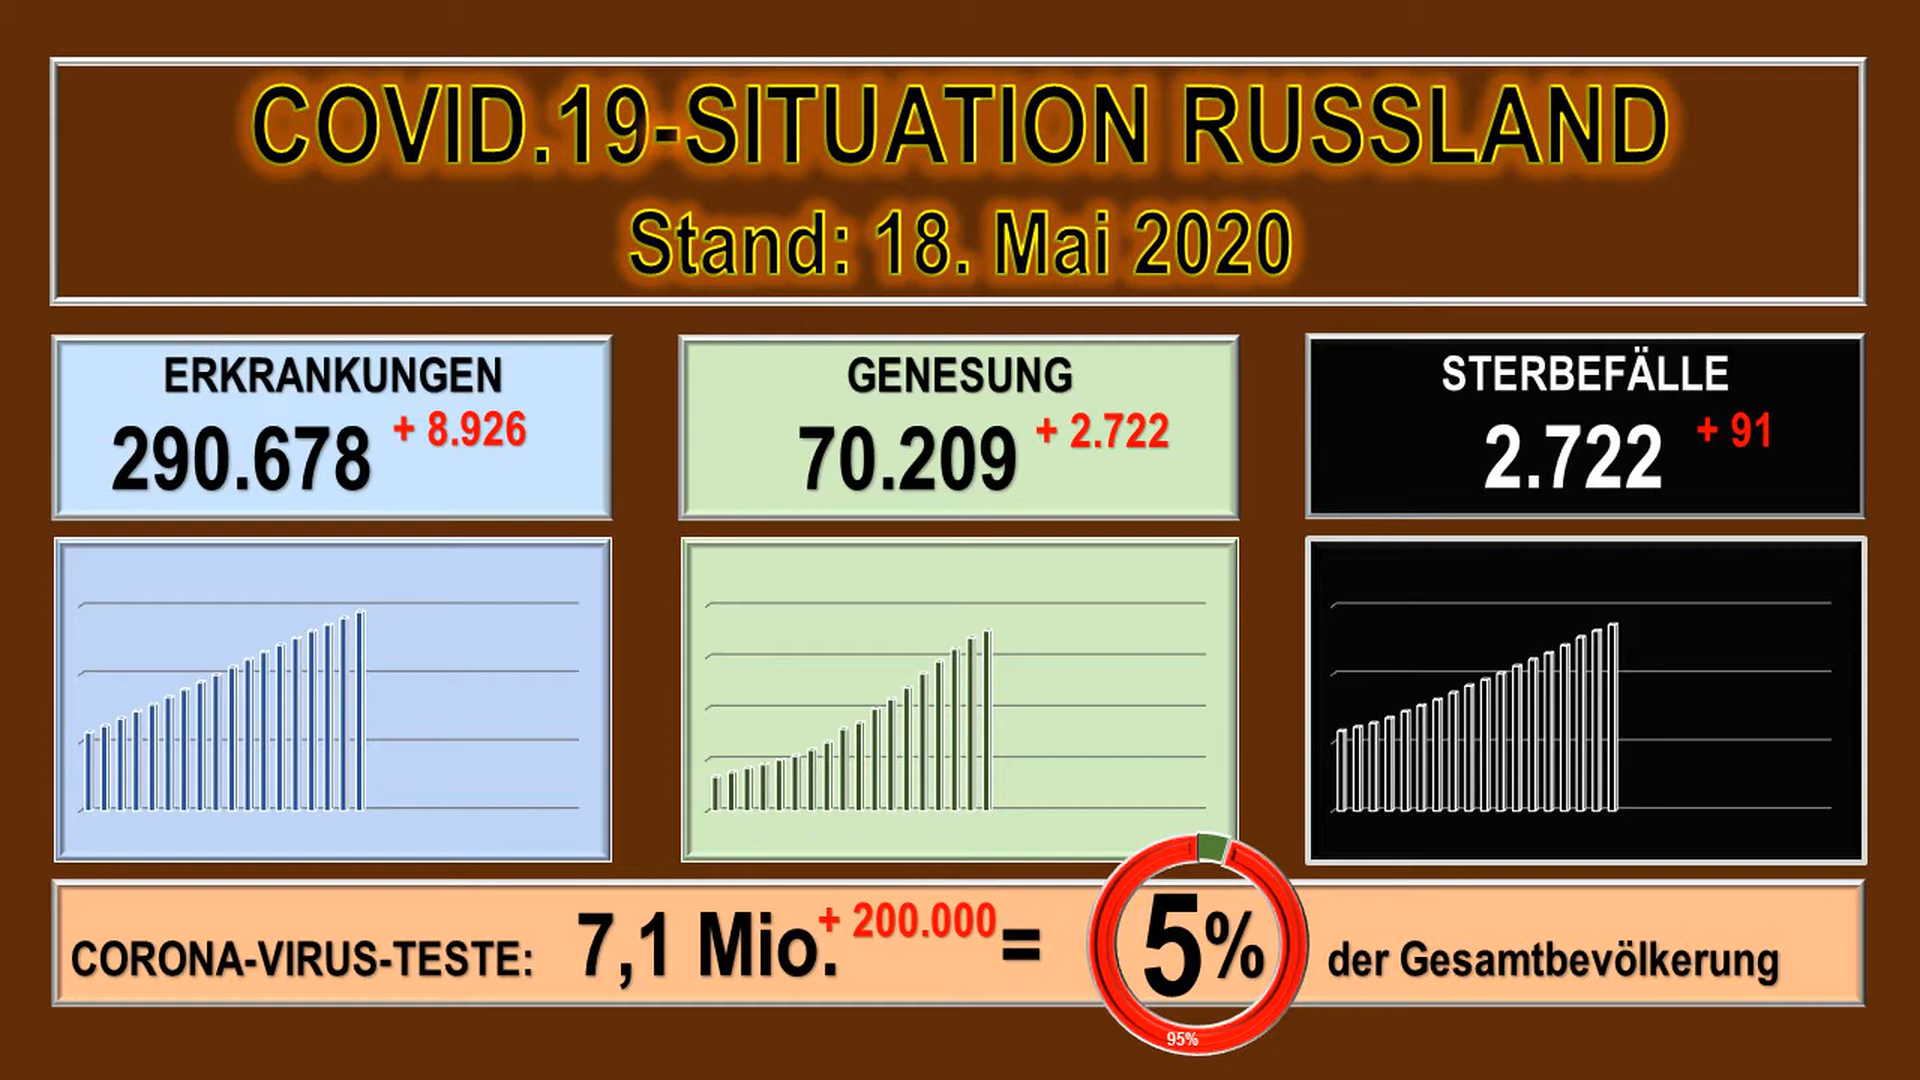 COVID.19-SITUATION RUSSLAND
Stand: 18. Mai 2020
ERKRANKUNGEN
290.678 + 8.926
GENESUNG
70.209 + 2.722
STERBEFÄLLE
2.722 + 91
CORONA-VIRUS-TESTE: 7,1 Mio. + 200.000 = 5% der Gesamtbevölkerung
95%